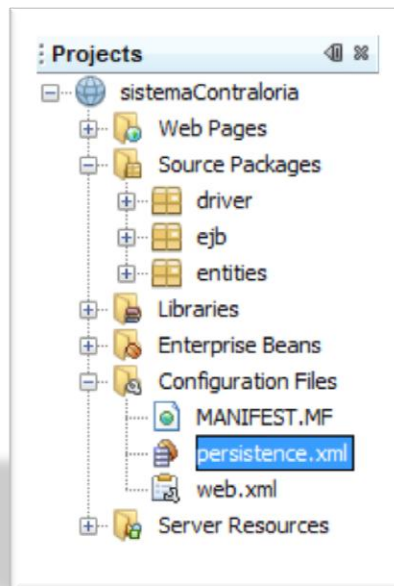 Projects
sistemaContraloria
Web Pages
Source Packages
driver
ejb
entities
Libraries
Enterprise Beans
Configuration Files
MANIFEST.MF
persistence.xml
web.xml
Server Resources